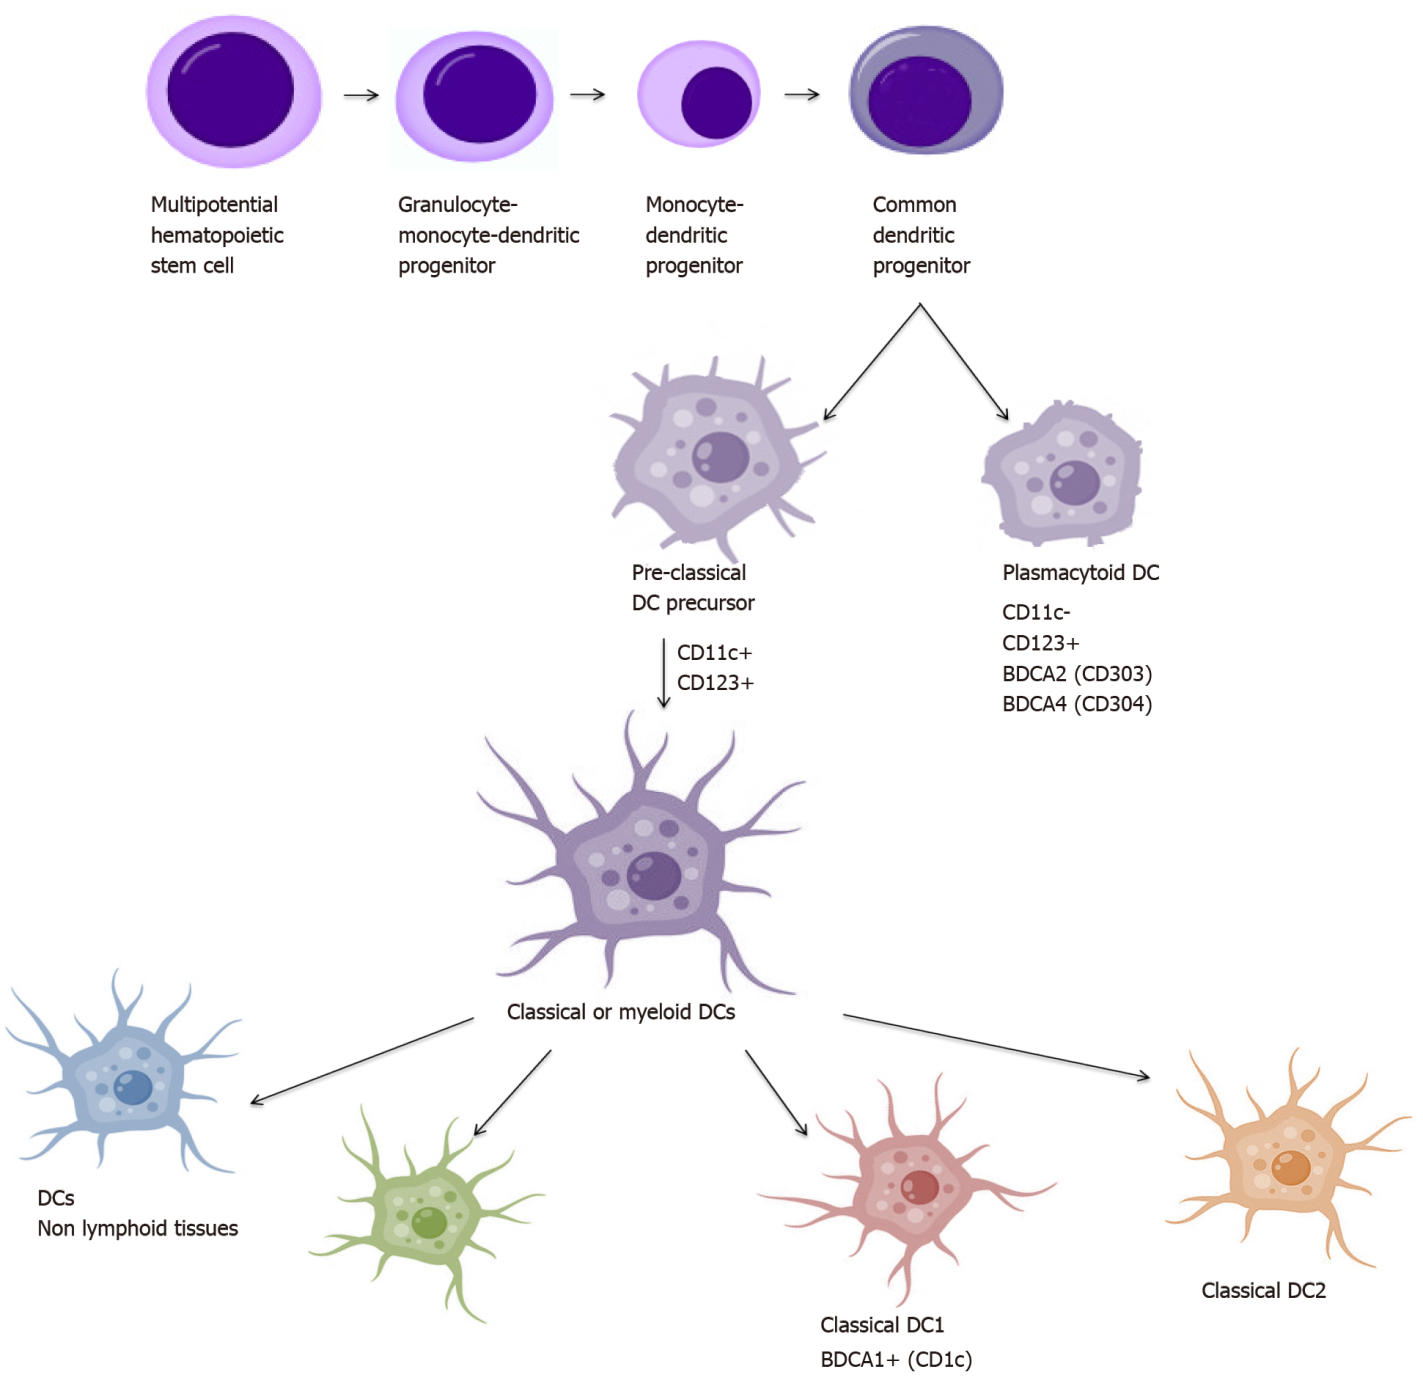 Multipotential
hematopoietic
stem cell
Granulocyte-
monocyte-dendritic
progenitor
Monocyte-
dendritic
progenitor
Common
dendritic
progenitor
Pre-classical
DC precursor
Plasmacytoid DC
CD11c-
CD123+
BDCA2 (CD303)
BDCA4 (CD304)
CD11c+
CD123+
Classical or myeloid DCs
DCs
Non lymphoid tissues
Classical DC1
BDCA1+ (CD1c)
Classical DC2